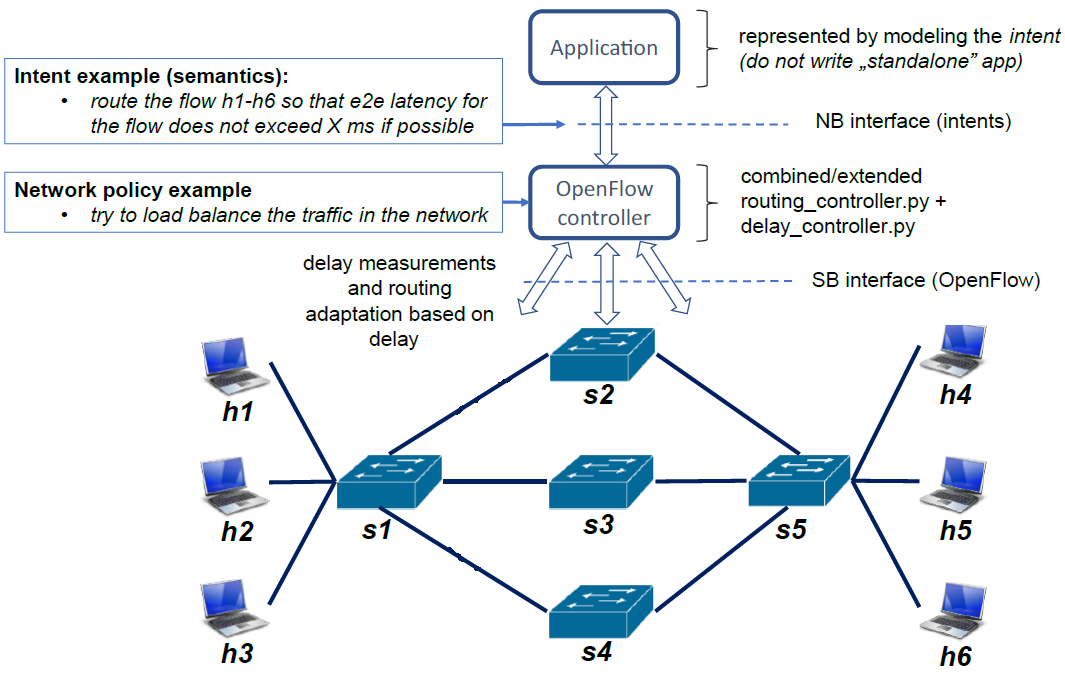 Application
represented by modeling the intent
(do not write „standalone” app)
Intent example (semantics):
• route the flow h1-h6 so that e2e latency for
the flow does not exceed X ms if possible
NB interface (intents)
Network policy example
• try to load balance the traffic in the network
OpenFlow
controller
combined/extended
routing_controller.py +
delay_controller.py
delay measurements
and routing
adaptation based on
delay
SB interface (OpenFlow)
h1
s2
h4
h2
s1
s3
s5
h5
h3
s4
h6